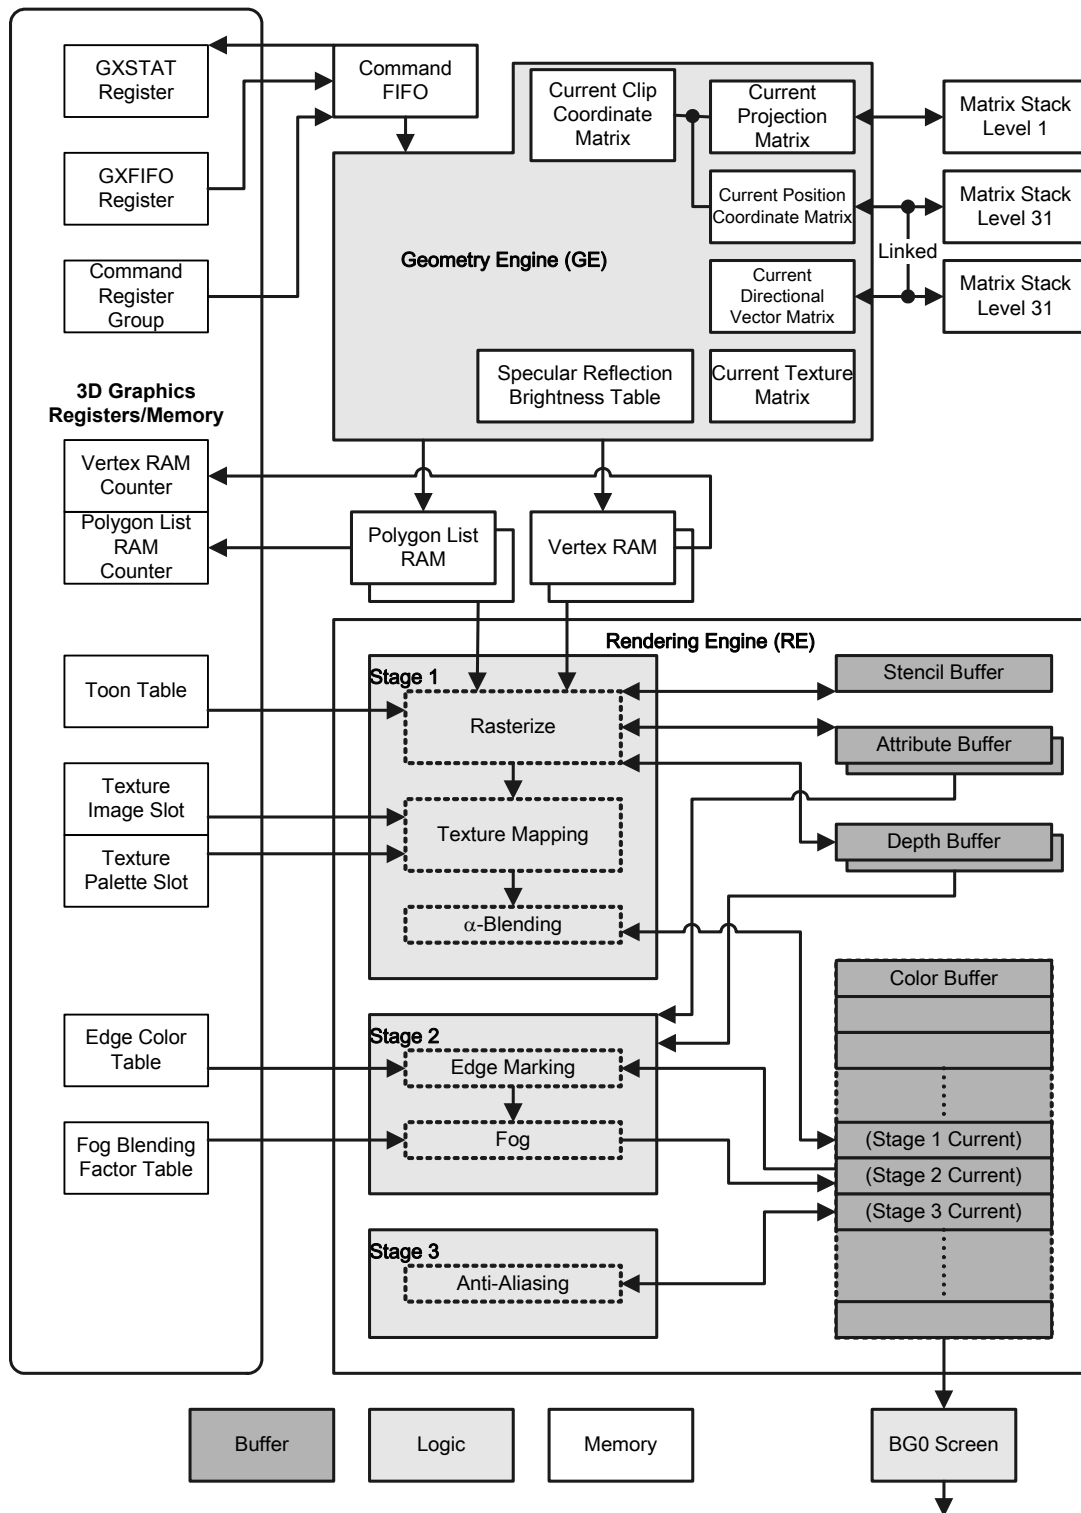 GXSTAT
Register
Command
FIFO
GXFIFO
Register
Command
Register
Group
3D Graphics
Registers/Memory
Current Clip
Coordinate
Matrix
Current
Projection
Matrix
Matrix Stack
Level 1
Current Position
Coordinate Matrix
Matrix Stack
Level 31
Linked
Geometry Engine (GE)
Current
Directional
Vector Matrix
Matrix Stack
Level 31
Specular Reflection
Brightness Table
Current Texture
Matrix
Vertex RAM
Counter
Polygon List
RAM
Counter
Polygon List
RAM
Vertex RAM
Rendering Engine (RE)
Toon Table
Stage 1
Rasterize
Stencil Buffer
Attribute Buffer
Texture
Image Slot
Texture
Palette Slot
Texture Mapping
Depth Buffer
α-Blending
Color Buffer
Edge Color
Table
Stage 2
Edge Marking
Fog Blending
Factor Table
Fog
(Stage 1 Current)
(Stage 2 Current)
(Stage 3 Current)
Stage 3
Anti-Aliasing
Buffer
Logic
Memory
BG0 Screen